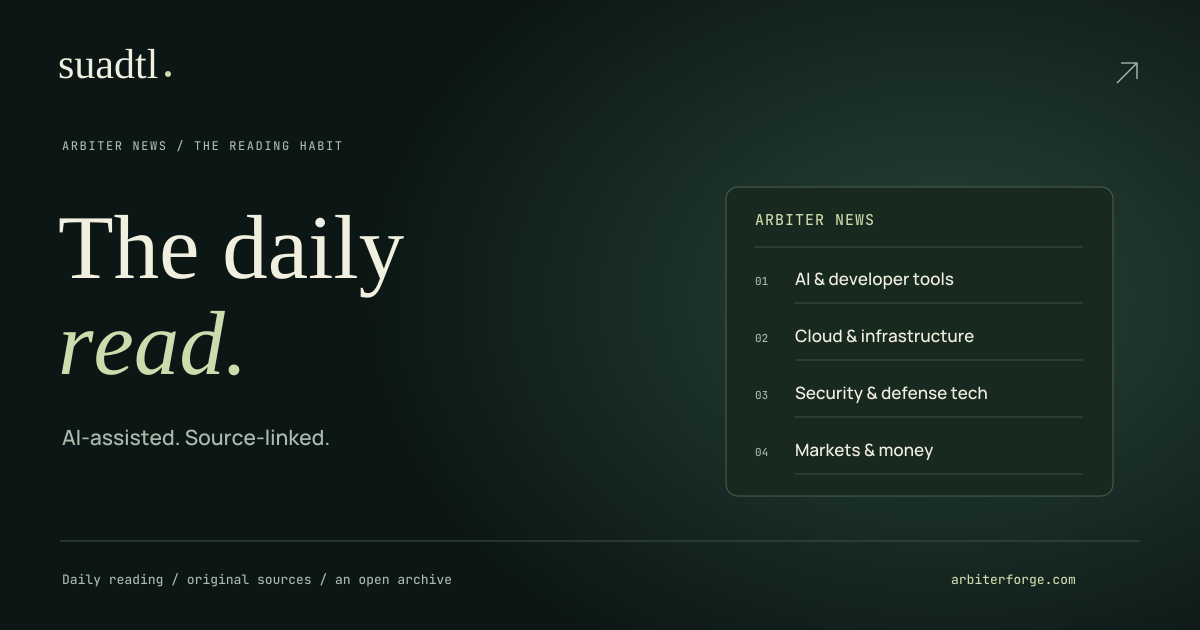 suadtl.
ARBITER NEWS / THE READING HABIT
The daily
read.
AI-assisted. Source-linked.
ARBITER NEWS
01 AI & developer tools
02 Cloud & infrastructure
03 Security & defense tech
04 Markets & money
Daily reading / original sources / an open archive
arbiterforge.com